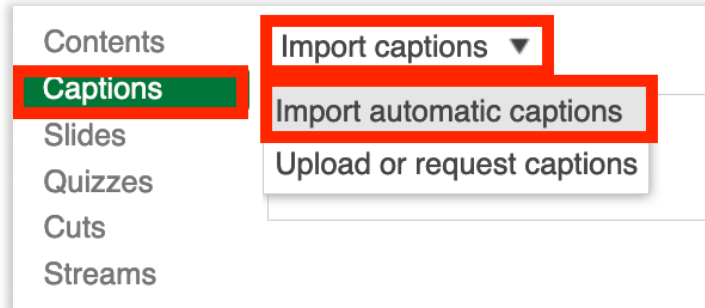 Contents
Captions
Slides
Quizzes
Cuts
Streams
Import captions ▼
Import automatic captions
Upload or request captions